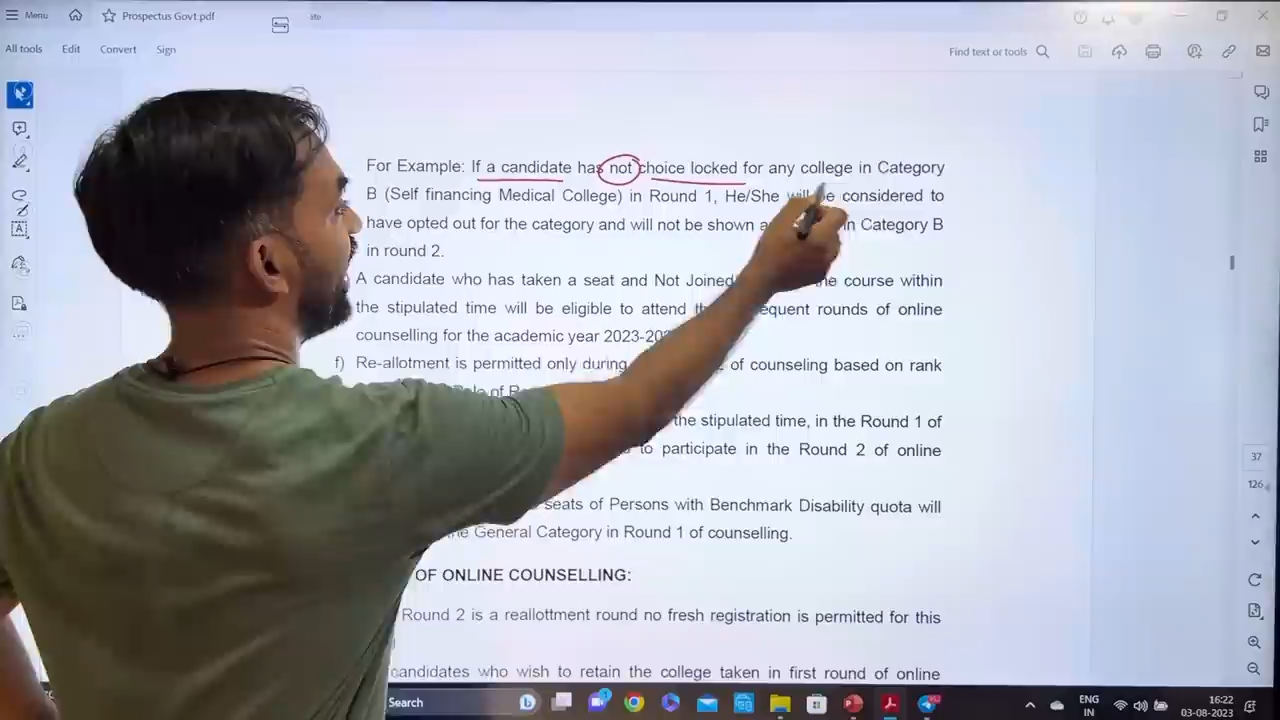 Menu
Prospectus Govt.pdf
All tools Edit Convert Sign
Find text or tools
For Example: If a candidate has not choice locked for any college in Category
B (Self financing Medical College) in Round 1, He/She will be considered to
have opted out for the category and will not be shown in Category B
in round 2.
A candidate who has taken a seat and Not Joined the course within
the stipulated time will be eligible to attend rounds of online
counselling for the academic year
f) Re-allotment is permitted only during of counseling based on rank
of
the stipulated time, in the Round 1 of
to participate in the Round 2 of online
seats of Persons with Benchmark Disability quota will
General Category in Round 1 of counselling.
OF ONLINE COUNSELLING:
Round 2 is a reallottment round no fresh registration is permitted for this
candidates who wish to retain the college taken in first round of online
37
126
Search
ENG
IN
16:22
03-08-2023